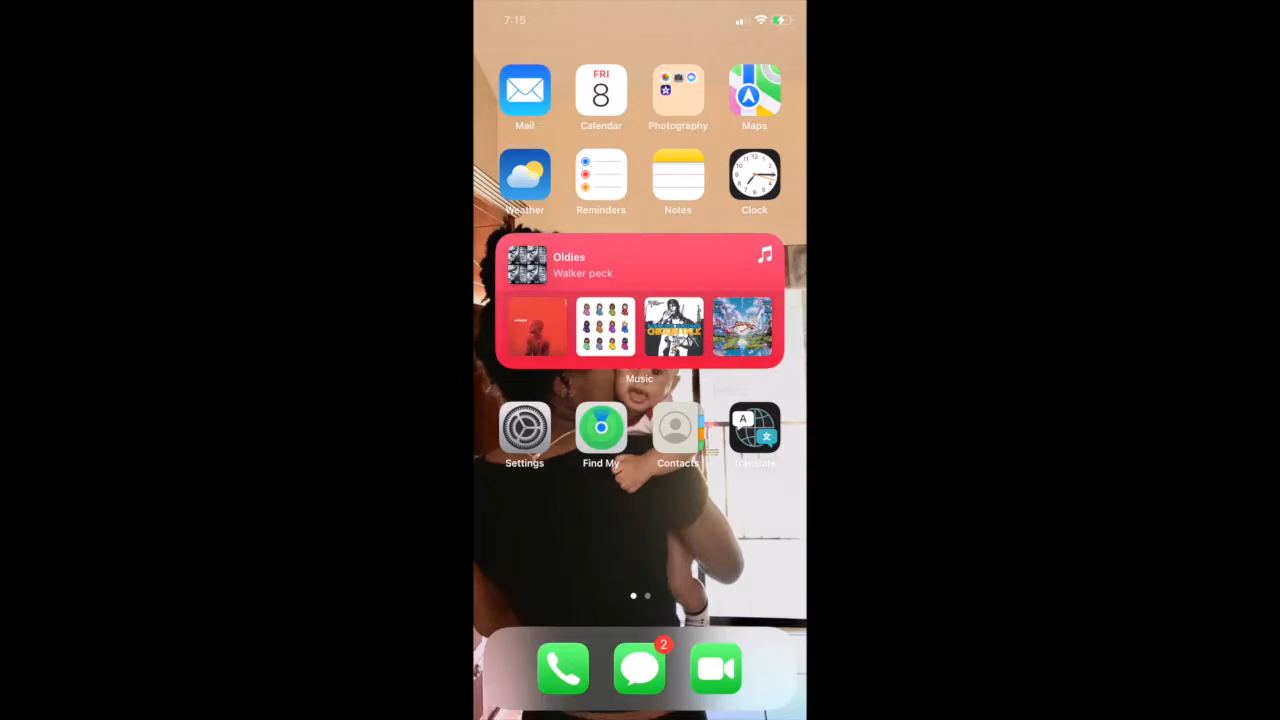 7:15
FRI
8
Mail
Calendar
Photography
Maps
Weather
Reminders
Notes
Clock
Oldies
Walker peck
Music
A
文
Settings
Find My
Contacts
Translate
2